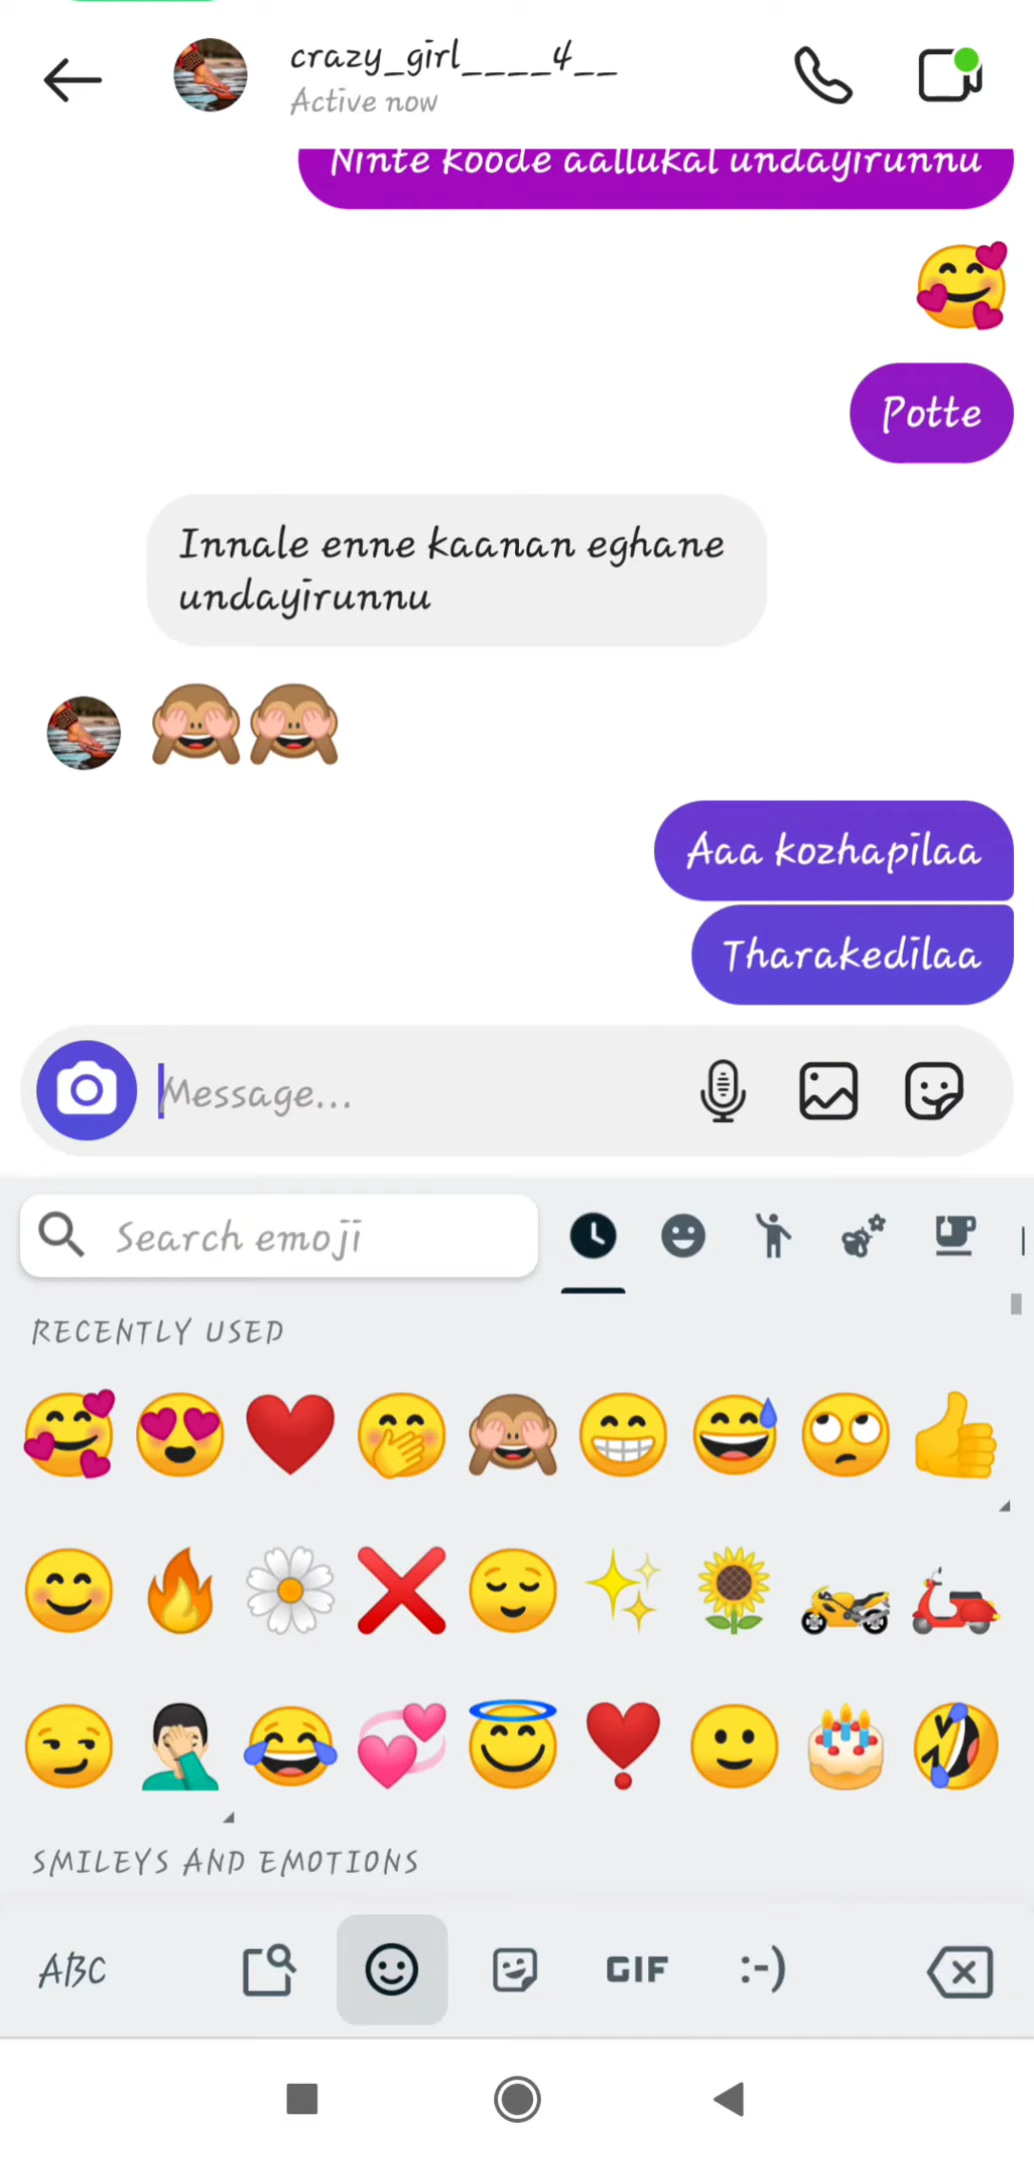 crazy_girl____4__
Active now
Ninte koode aallukal undayirunnu
Potte
Innale enne kaanan eghane
undayirunnu
Aaa kozhapilaa
Tharakedilaa
Message...
Search emoji
RECENTLY USED
SMILEYS AND EMOTIONS
ABC
GIF
:-)